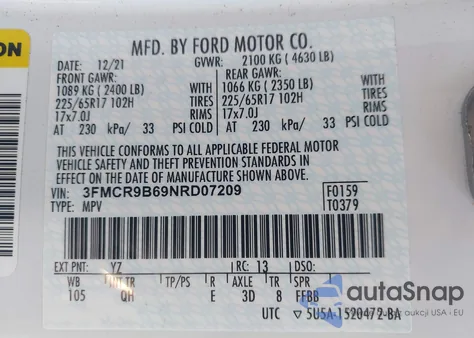 ON
MFD. BY FORD MOTOR CO.
DATE: 12/21 GVWR: 2100 KG ( 4630 LB)
FRONT GAWR: REAR GAWR:
1089 KG ( 2400 LB) 1066 KG ( 2350 LB)
225/65R17 102H TIRES 225/65R17 102H TIRES
17x7.0J RIMS 17x7.0J RIMS
AT 230 kPa/ 33 PSI COLD AT 230 kPa/ 33 PSI COLD
THIS VEHICLE CONFORMS TO ALL APPLICABLE FEDERAL MOTOR
VEHICLE SAFETY AND THEFT PREVENTION STANDARDS IN
EFFECT ON THE DATE OF MANUFACTURE SHOWN ABOVE.
VIN: 3FMCR9B69NRD07209 F0159
TYPE: MPV T0379
EXT PNT: YZ RC: 13 DSO:
WB INT TR TP/PS R AXLE TR SPR
105 QH E 3D 8 FFBB
UTC ▽ 5U5A-1520472-BA
autoSnap
aukcji USA - EU